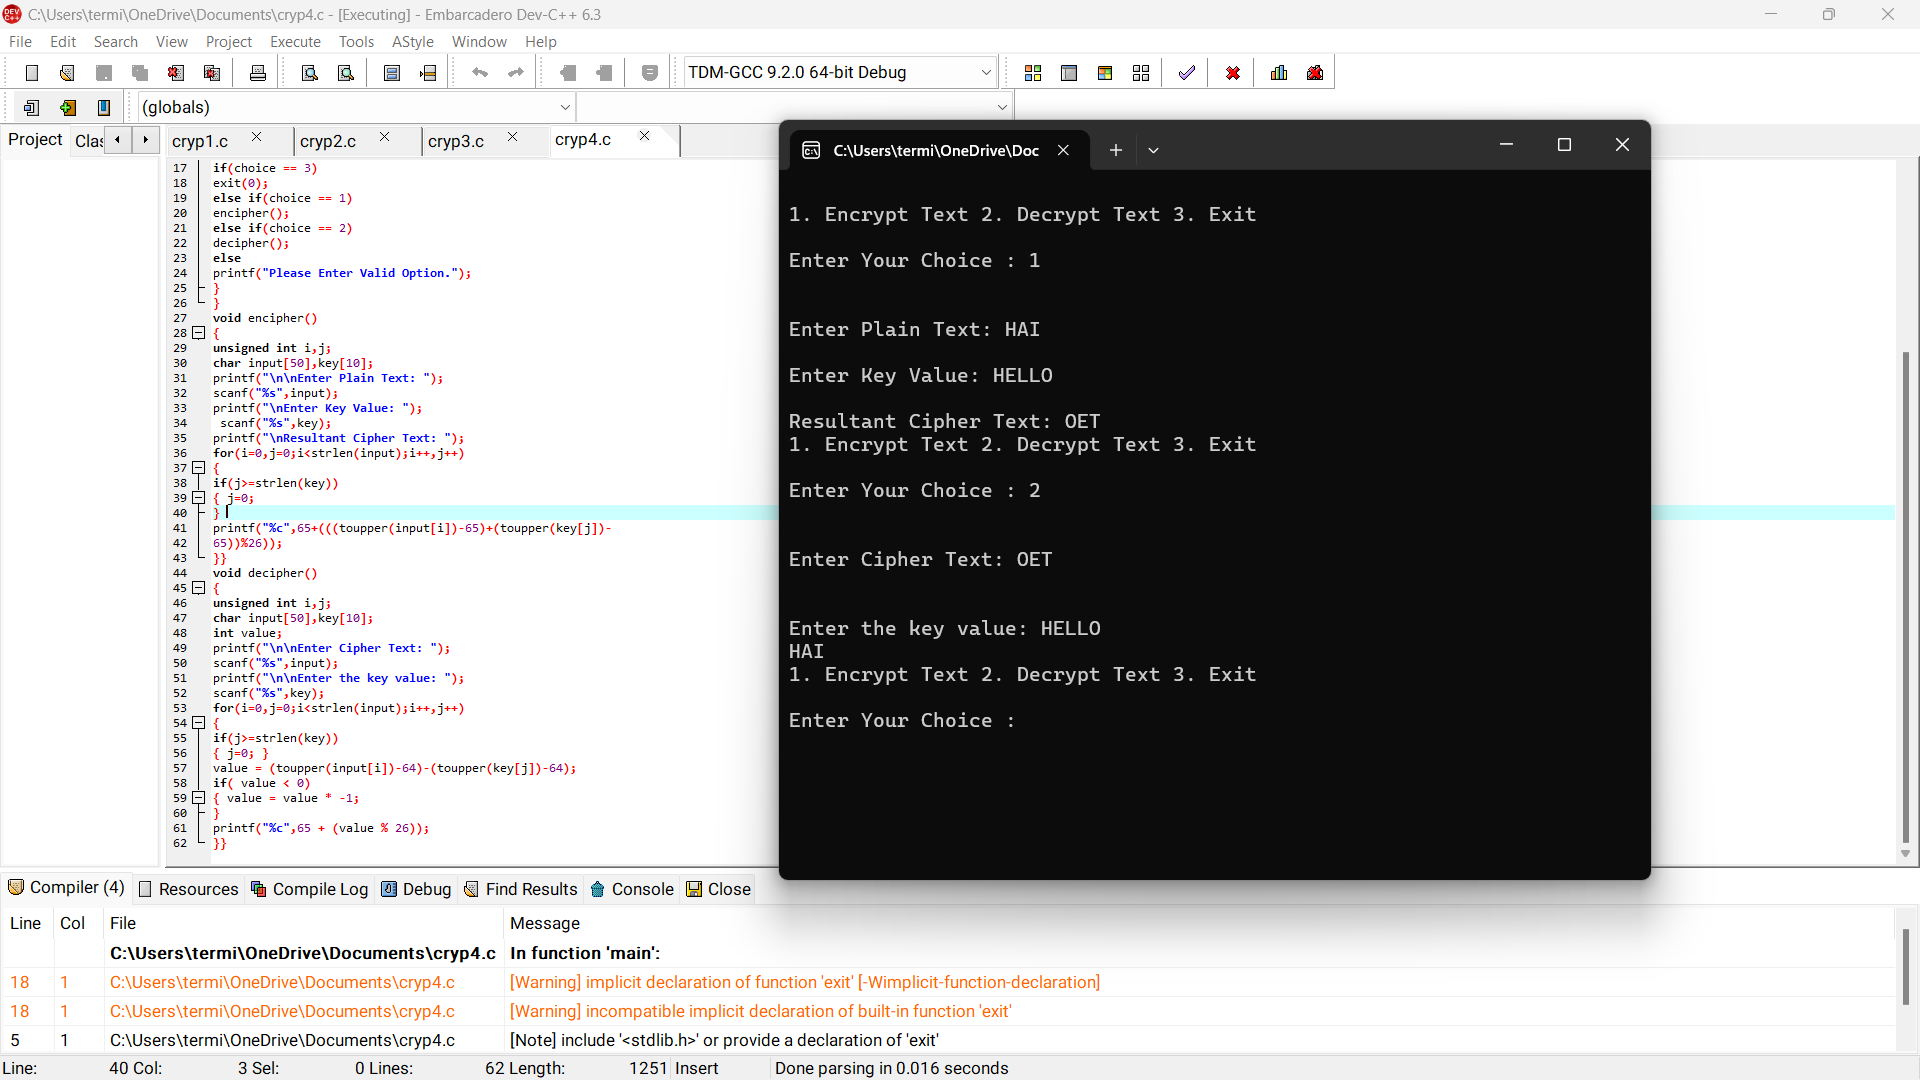 C:\Users\termi\OneDrive\Documents\cryp4.c - [Executing] - Embarcadero Dev-C++ 6.3
File Edit Search View Project Execute Tools AStyle Window Help
TDM-GCC 9.2.0 64-bit Debug
(globals)
Project Clas
cryp1.c cryp2.c cryp3.c cryp4.c
17 if(choice == 3)
18 exit(0);
19 else if(choice == 1)
20 encipher();
21 else if(choice == 2)
22 decipher();
23 else
24 printf("Please Enter Valid Option.");
25 }
26 }
27 void encipher()
28 {
29 unsigned int i,j;
30 char input[50],key[10];
31 printf("\n\nEnter Plain Text: ");
32 scanf("%s",input);
33 printf("\nEnter Key Value: ");
34 scanf("%s",key);
35 printf("\nResultant Cipher Text: ");
36 for(i=0,j=0;i<strlen(input);i++,j++)
37 {
38 if(j>=strlen(key))
39 { j=0;
40 }
41 printf("%c",65+(((toupper(input[i])-65)+(toupper(key[j])-
42 65))%26));
43 }}
44 void decipher()
45 {
46 unsigned int i,j;
47 char input[50],key[10];
48 int value;
49 printf("\n\nEnter Cipher Text: ");
50 scanf("%s",input);
51 printf("\n\nEnter the key value: ");
52 scanf("%s",key);
53 for(i=0,j=0;i<strlen(input);i++,j++)
54 {
55 if(j>=strlen(key))
56 { j=0; }
57 value = (toupper(input[i])-64)-(toupper(key[j])-64);
58 if( value < 0)
59 { value = value * -1;
60 }
61 printf("%c",65 + (value % 26));
62 }}
C:\Users\termi\OneDrive\Doc
1. Encrypt Text 2. Decrypt Text 3. Exit
Enter Your Choice : 1
Enter Plain Text: HAI
Enter Key Value: HELLO
Resultant Cipher Text: OET
1. Encrypt Text 2. Decrypt Text 3. Exit
Enter Your Choice : 2
Enter Cipher Text: OET
Enter the key value: HELLO
HAI
1. Encrypt Text 2. Decrypt Text 3. Exit
Enter Your Choice :
Compiler (4) Resources Compile Log Debug Find Results Console Close
Line Col File Message
C:\Users\termi\OneDrive\Documents\cryp4.c In function 'main':
18 1 C:\Users\termi\OneDrive\Documents\cryp4.c [Warning] implicit declaration of function 'exit' [-Wimplicit-function-declaration]
18 1 C:\Users\termi\OneDrive\Documents\cryp4.c [Warning] incompatible implicit declaration of built-in function 'exit'
5 1 C:\Users\termi\OneDrive\Documents\cryp4.c [Note] include '<stdlib.h>' or provide a declaration of 'exit'
Line: 40 Col: 3 Sel: 0 Lines: 62 Length: 1251 Insert Done parsing in 0.016 seconds